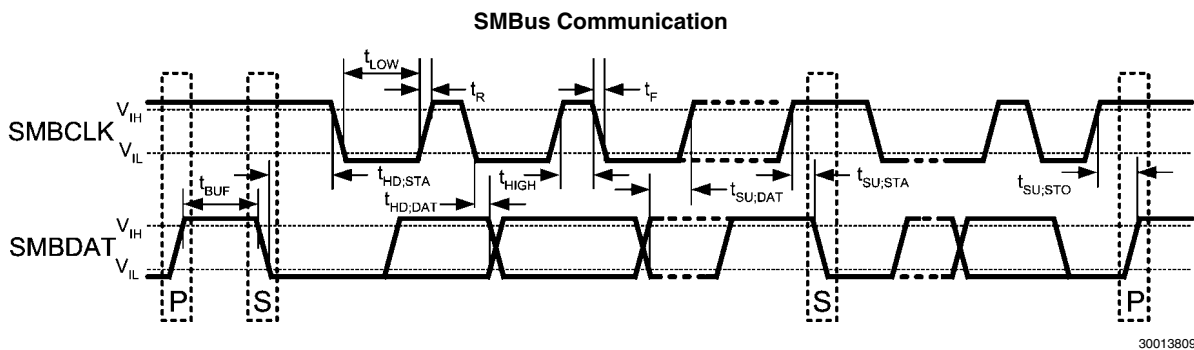 SMBus Communication
tLOW
tR
tF
VIH
SMBCLK
VIL
tBUF
tHD;STA
tHD;DAT
tHIGH
tSU;DAT
tSU;STA
tSU;STO
VIH
SMBDAT
VIL
P
S
S
P
30013809